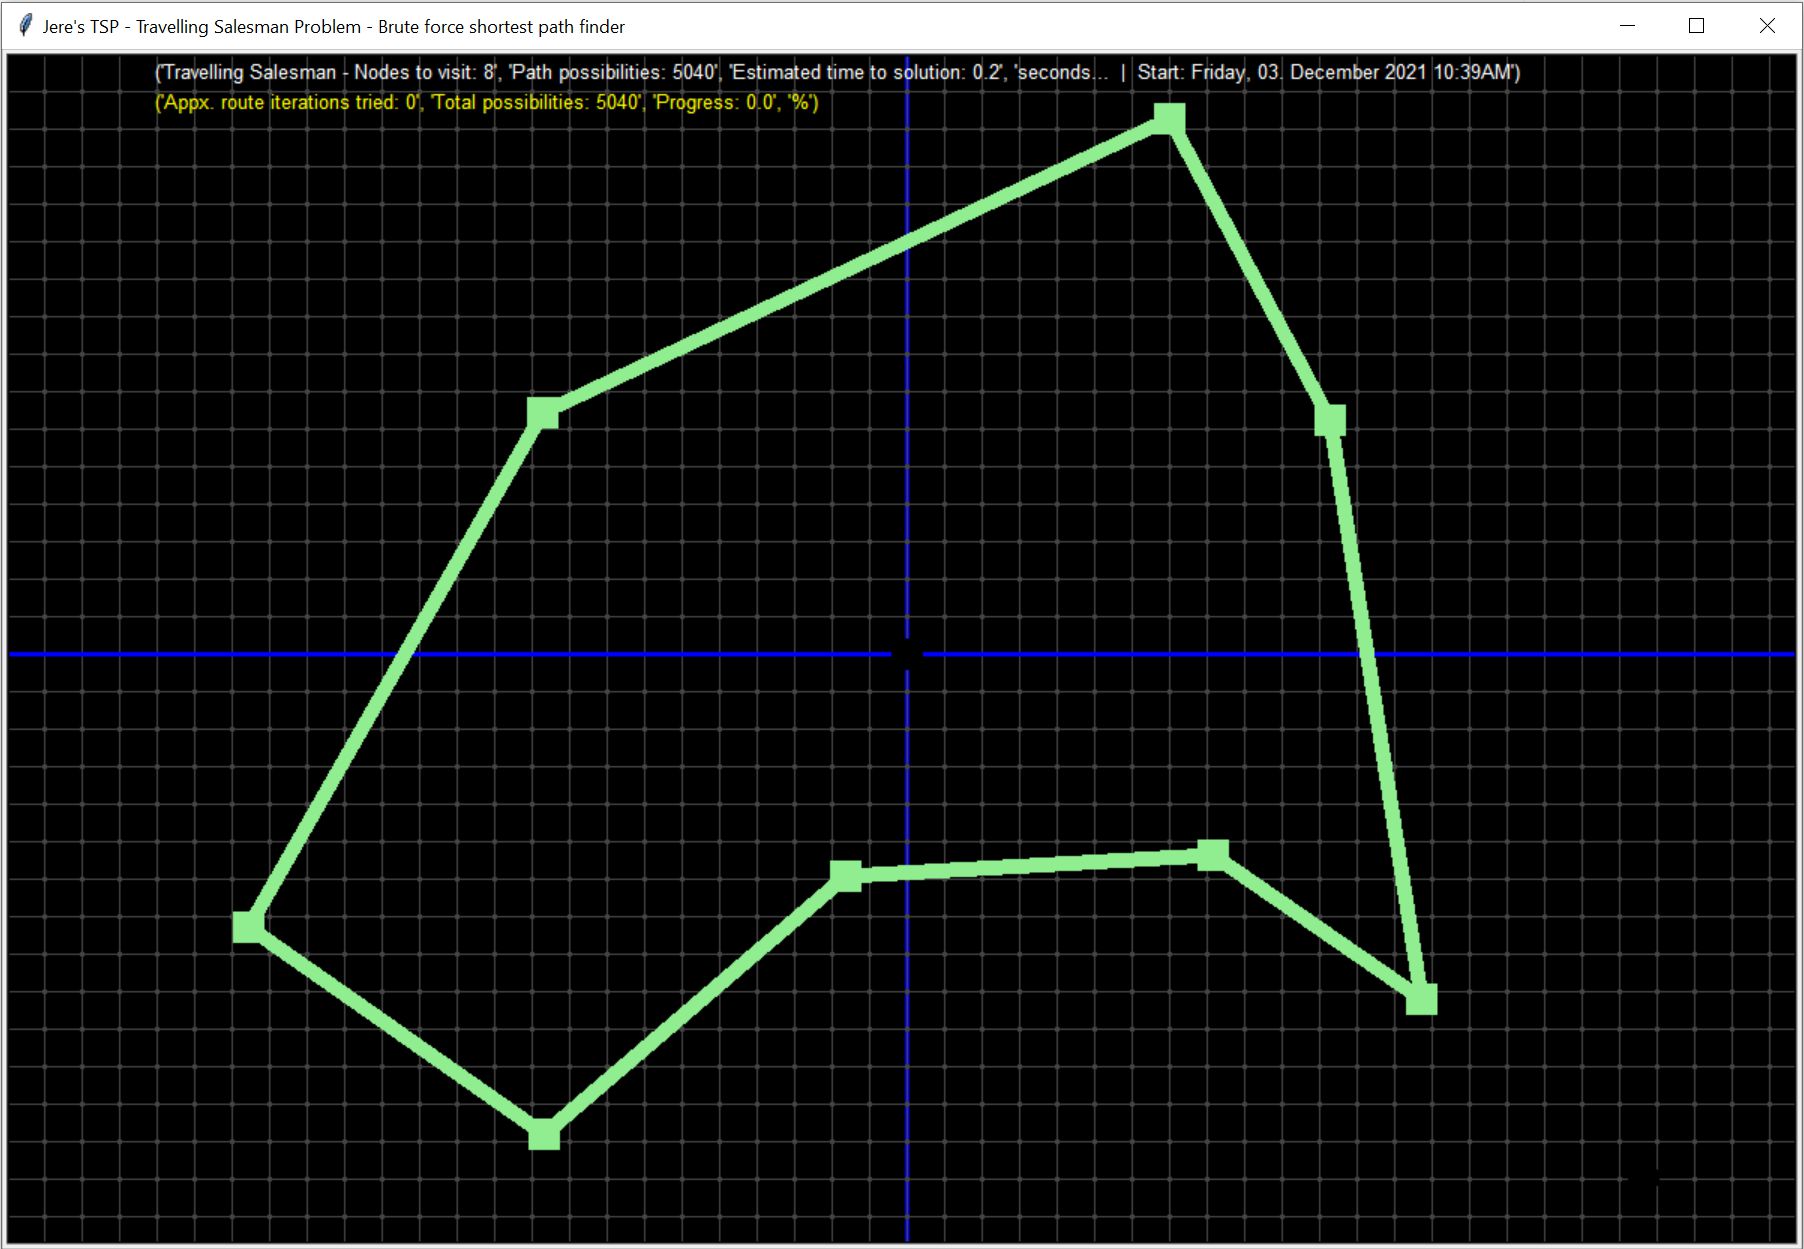 Jere's TSP - Travelling Salesman Problem - Brute force shortest path finder
('Travelling Salesman - Nodes to visit: 8', 'Path possibilities: 5040', 'Estimated time to solution: 0.2', 'seconds... | Start: Friday, 03. December 2021 10:39AM')
('Appx. route iterations tried: 0', 'Total possibilities: 5040', 'Progress: 0.0', '%')